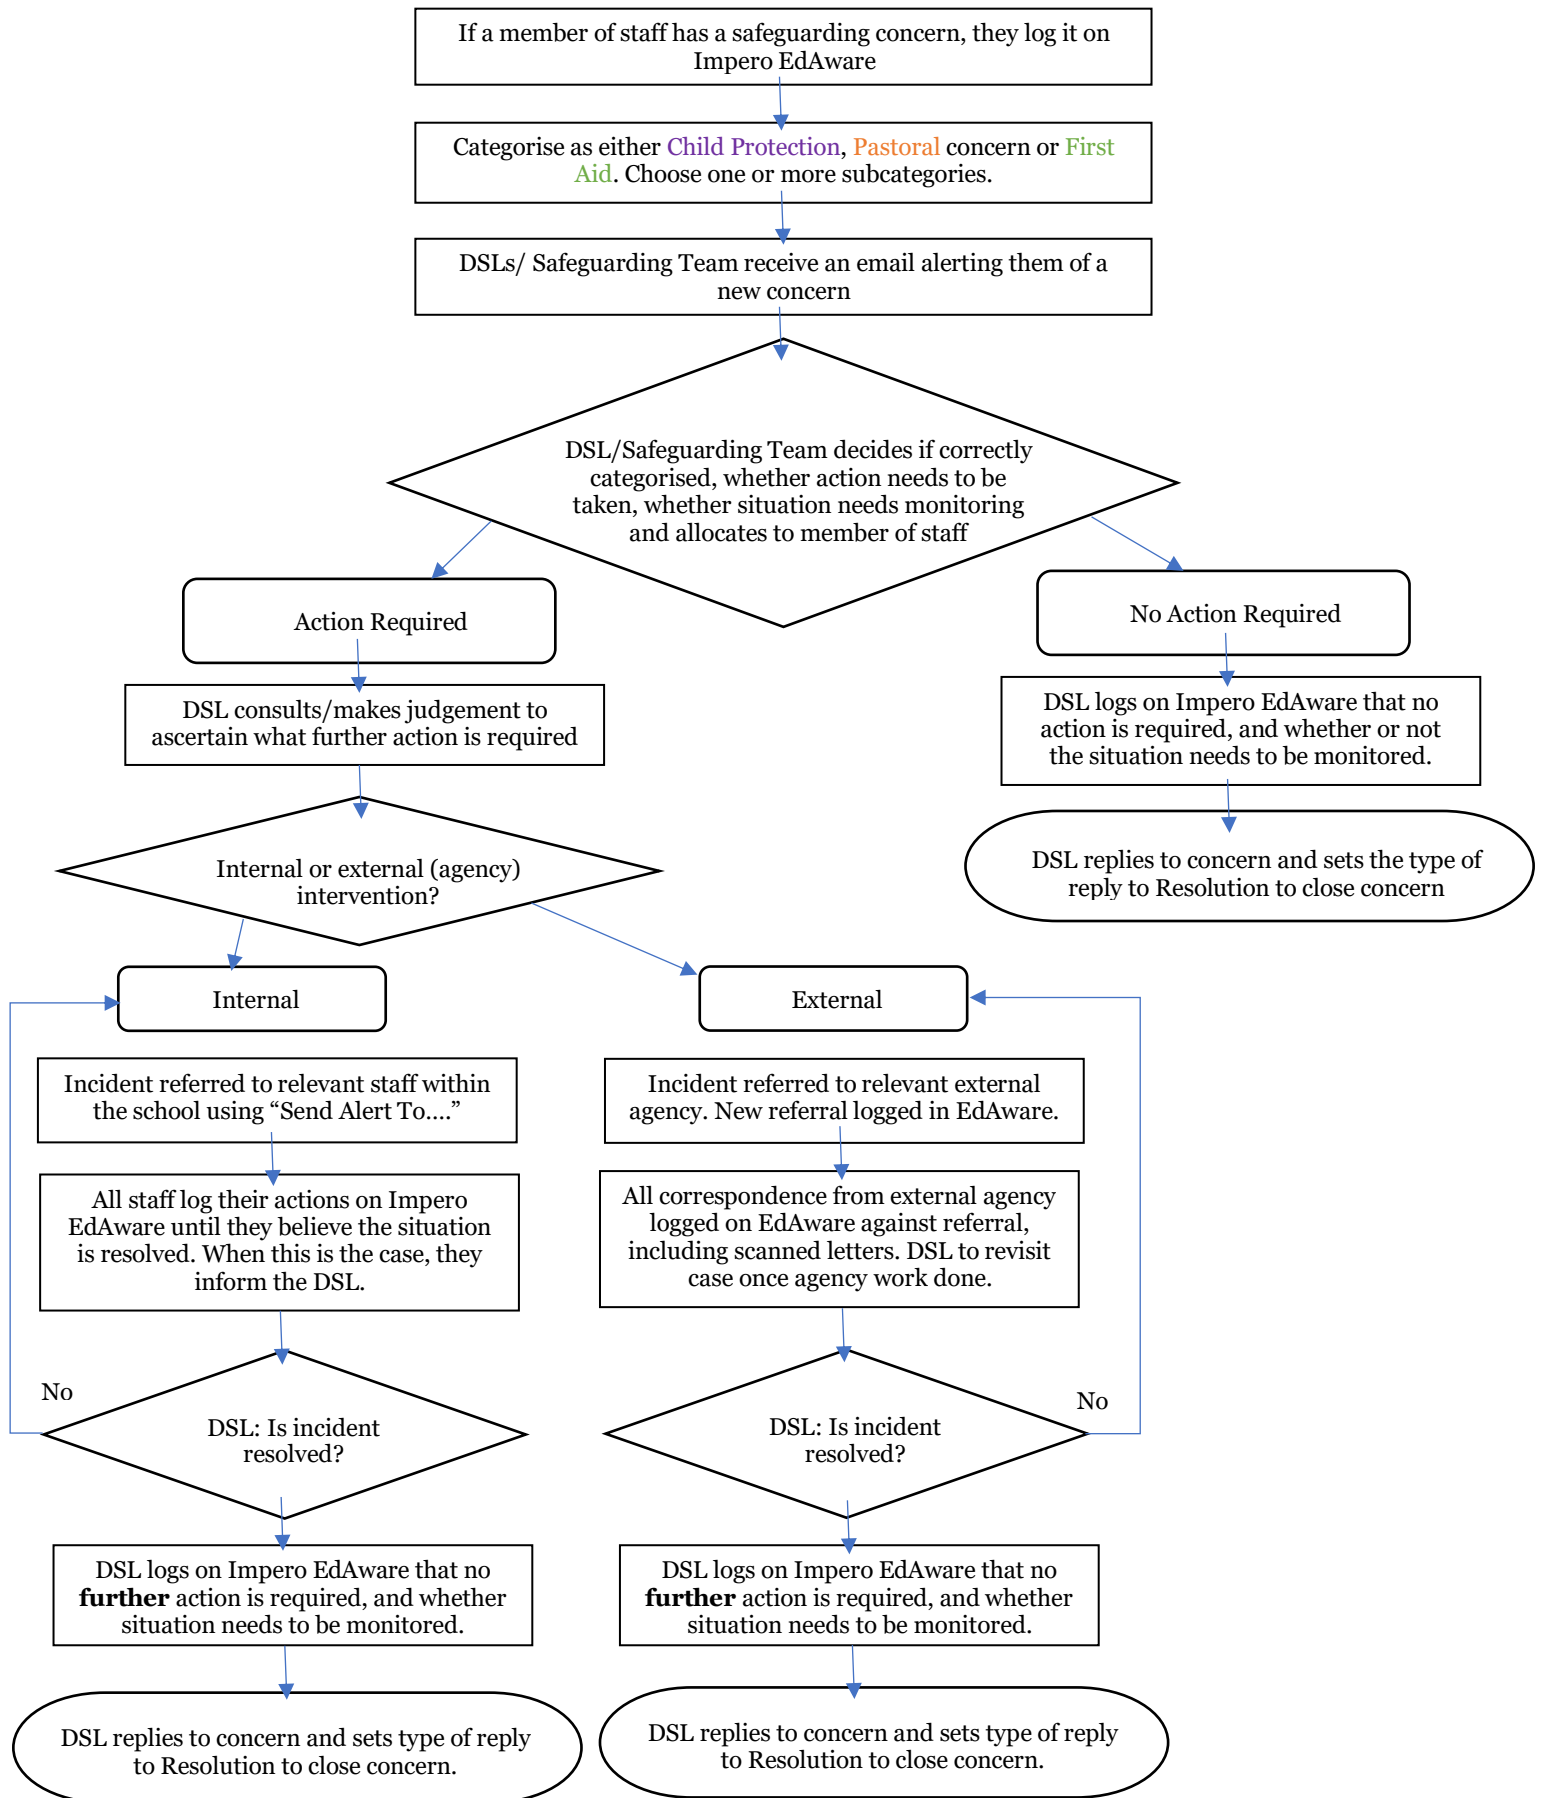 If a member of staff has a safeguarding concern, they log it on
Impero EdAware
Categorise as either Child Protection, Pastoral concern or First
Aid. Choose one or more subcategories.
DSLs/ Safeguarding Team receive an email alerting them of a
new concern
DSL/Safeguarding Team decides if correctly
categorised, whether action needs to be
taken, whether situation needs monitoring
and allocates to member of staff
Action Required
No Action Required
DSL consults/makes judgement to
ascertain what further action is required
DSL logs on Impero EdAware that no
action is required, and whether or not
the situation needs to be monitored.
Internal or external (agency)
intervention?
DSL replies to concern and sets the type of
reply to Resolution to close concern
Internal
External
Incident referred to relevant staff within
the school using “Send Alert To....”
Incident referred to relevant external
agency. New referral logged in EdAware.
All staff log their actions on Impero
EdAware until they believe the situation
is resolved. When this is the case, they
inform the DSL.
All correspondence from external agency
logged on EdAware against referral,
including scanned letters. DSL to revisit
case once agency work done.
No
DSL: Is incident
resolved?
No
DSL: Is incident
resolved?
DSL logs on Impero EdAware that no
further action is required, and whether
situation needs to be monitored.
DSL logs on Impero EdAware that no
further action is required, and whether
situation needs to be monitored.
DSL replies to concern and sets type of reply
to Resolution to close concern.
DSL replies to concern and sets type of reply
to Resolution to close concern.